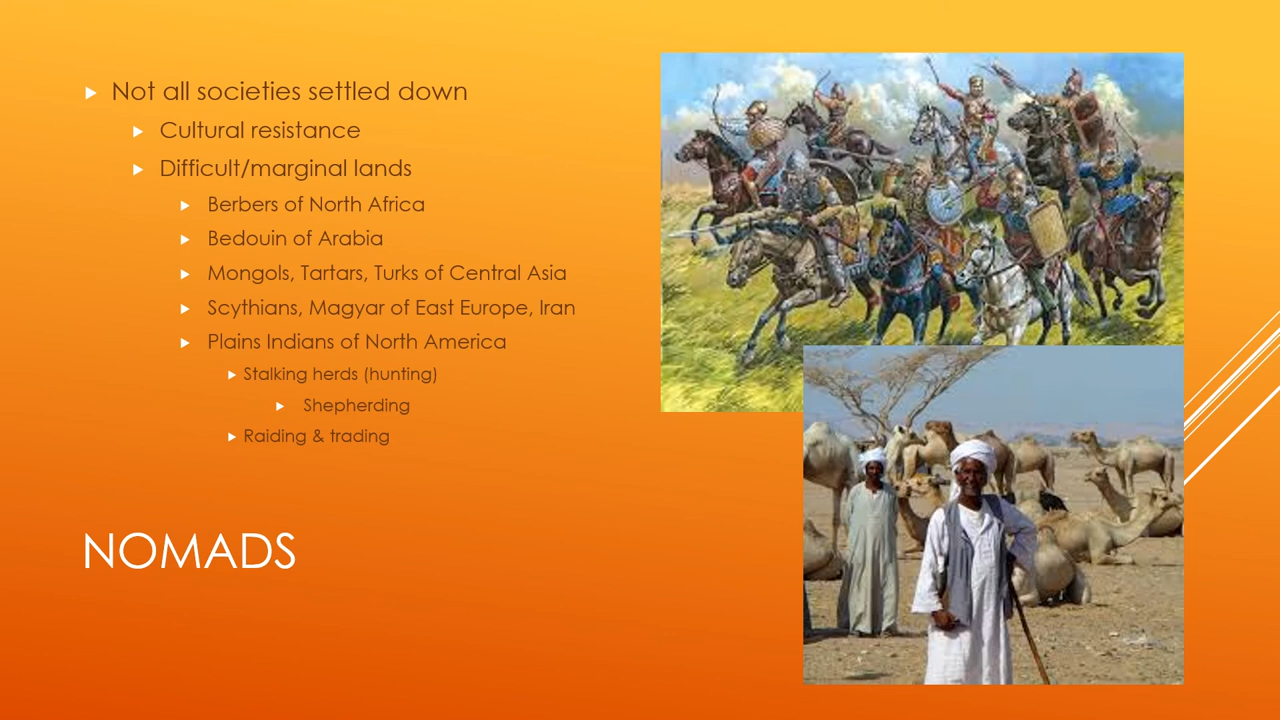 Not all societies settled down
Cultural resistance
Difficult/marginal lands
Berbers of North Africa
Bedouin of Arabia
Mongols, Tartars, Turks of Central Asia
Scythians, Magyar of East Europe, Iran
Plains Indians of North America
Stalking herds (hunting)
Shepherding
Raiding & trading
NOMADS